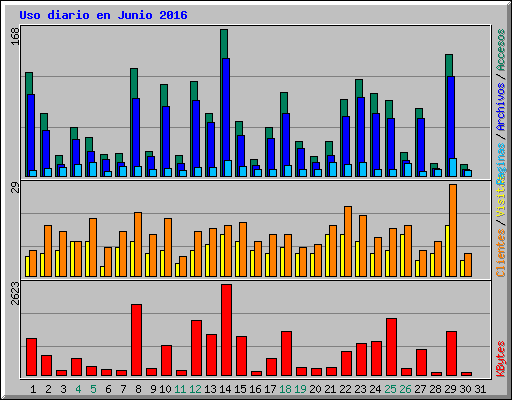 Uso diario en Junio 2016
168
29
2623
Clientes / Visitas
Paginas / Archivos / Accesos
KBytes
1 2 3 4 5 6 7 8 9 10 11 12 13 14 15 16 17 18 19 20 21 22 23 24 25 26 27 28 29 30 31